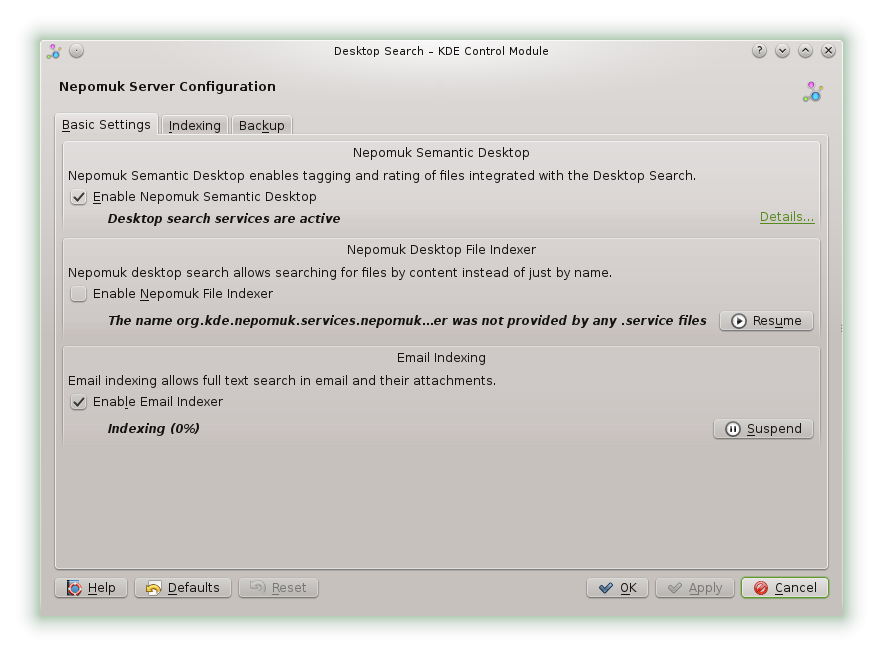 Desktop Search – KDE Control Module
Nepomuk Server Configuration
Basic Settings Indexing Backup
Nepomuk Semantic Desktop
Nepomuk Semantic Desktop enables tagging and rating of files integrated with the Desktop Search.
Enable Nepomuk Semantic Desktop
Desktop search services are active Details...
Nepomuk Desktop File Indexer
Nepomuk desktop search allows searching for files by content instead of just by name.
Enable Nepomuk File Indexer
The name org.kde.nepomuk.services.nepomuk...er was not provided by any .service files Resume
Email Indexing
Email indexing allows full text search in email and their attachments.
Enable Email Indexer
Indexing (0%) Suspend
Help Defaults Reset OK Apply Cancel